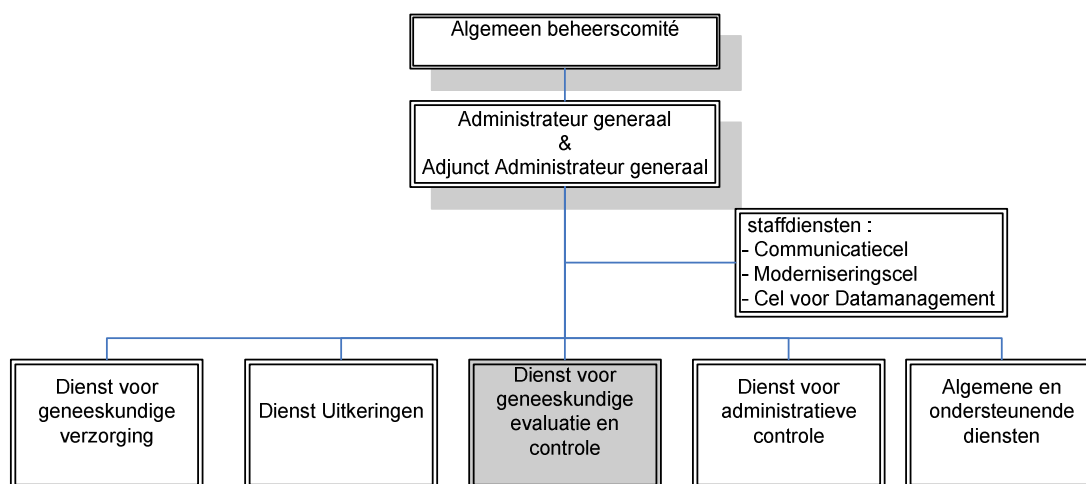 Algemeen beheerscomité
Administrateur generaal
&
Adjunct Administrateur generaal
staffdiensten :
- Communicatiecel
- Moderniseringscel
- Cel voor Datamanagement
Dienst voor
geneeskundige
verzorging
Dienst Uitkeringen
Dienst voor
geneeskundige
evaluatie en
controle
Dienst voor
administratieve
controle
Algemene en
ondersteunende
diensten